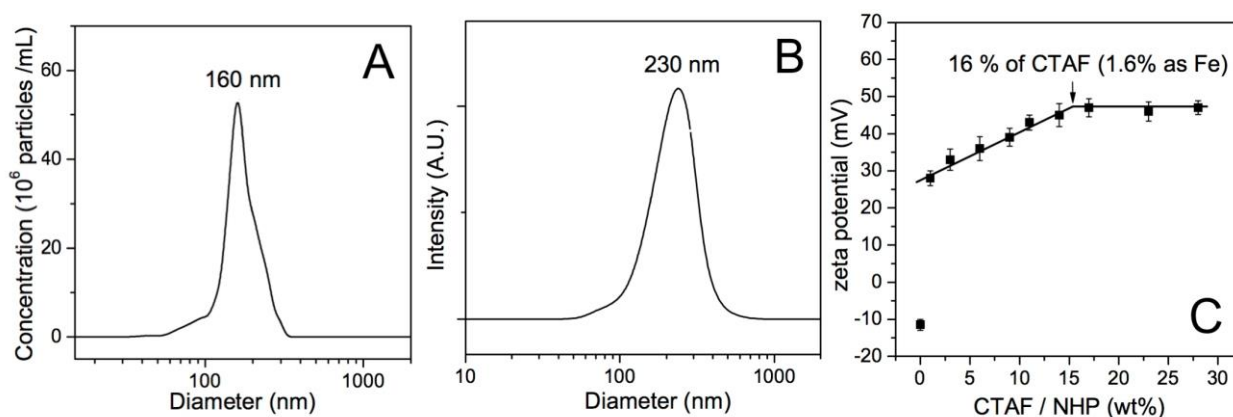 A
160 nm
Concentration (10⁶ particles /mL)
60
40
20
0
100
1000
Diameter (nm)
B
230 nm
Intensity (A.U.)
10
100
1000
Diameter (nm)
C
16 % of CTAF (1.6% as Fe)
zeta potential (mV)
70
60
50
40
30
20
10
0
-10
-20
0
5
10
15
20
25
30
CTAF / NHP (wt%)